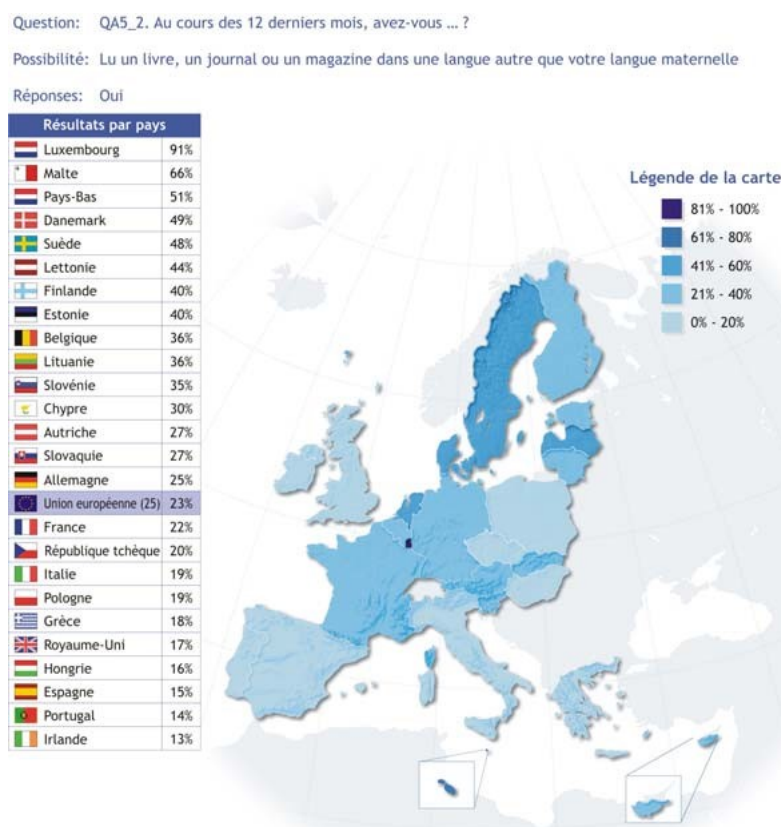 Question: QA5_2. Au cours des 12 derniers mois, avez-vous … ?
Possibilité: Lu un livre, un journal ou un magazine dans une langue autre que votre langue maternelle
Réponses: Oui
Résultats par pays
Luxembourg 91%
Malte 66%
Pays-Bas 51%
Danemark 49%
Suède 48%
Lettonie 44%
Finlande 40%
Estonie 40%
Belgique 36%
Lituanie 36%
Slovénie 35%
Chypre 30%
Autriche 27%
Slovaquie 27%
Allemagne 25%
Union européenne (25) 23%
France 22%
République tchèque 20%
Italie 19%
Pologne 19%
Grèce 18%
Royaume-Uni 17%
Hongrie 16%
Espagne 15%
Portugal 14%
Irlande 13%
Légende de la carte
81% - 100%
61% - 80%
41% - 60%
21% - 40%
0% - 20%